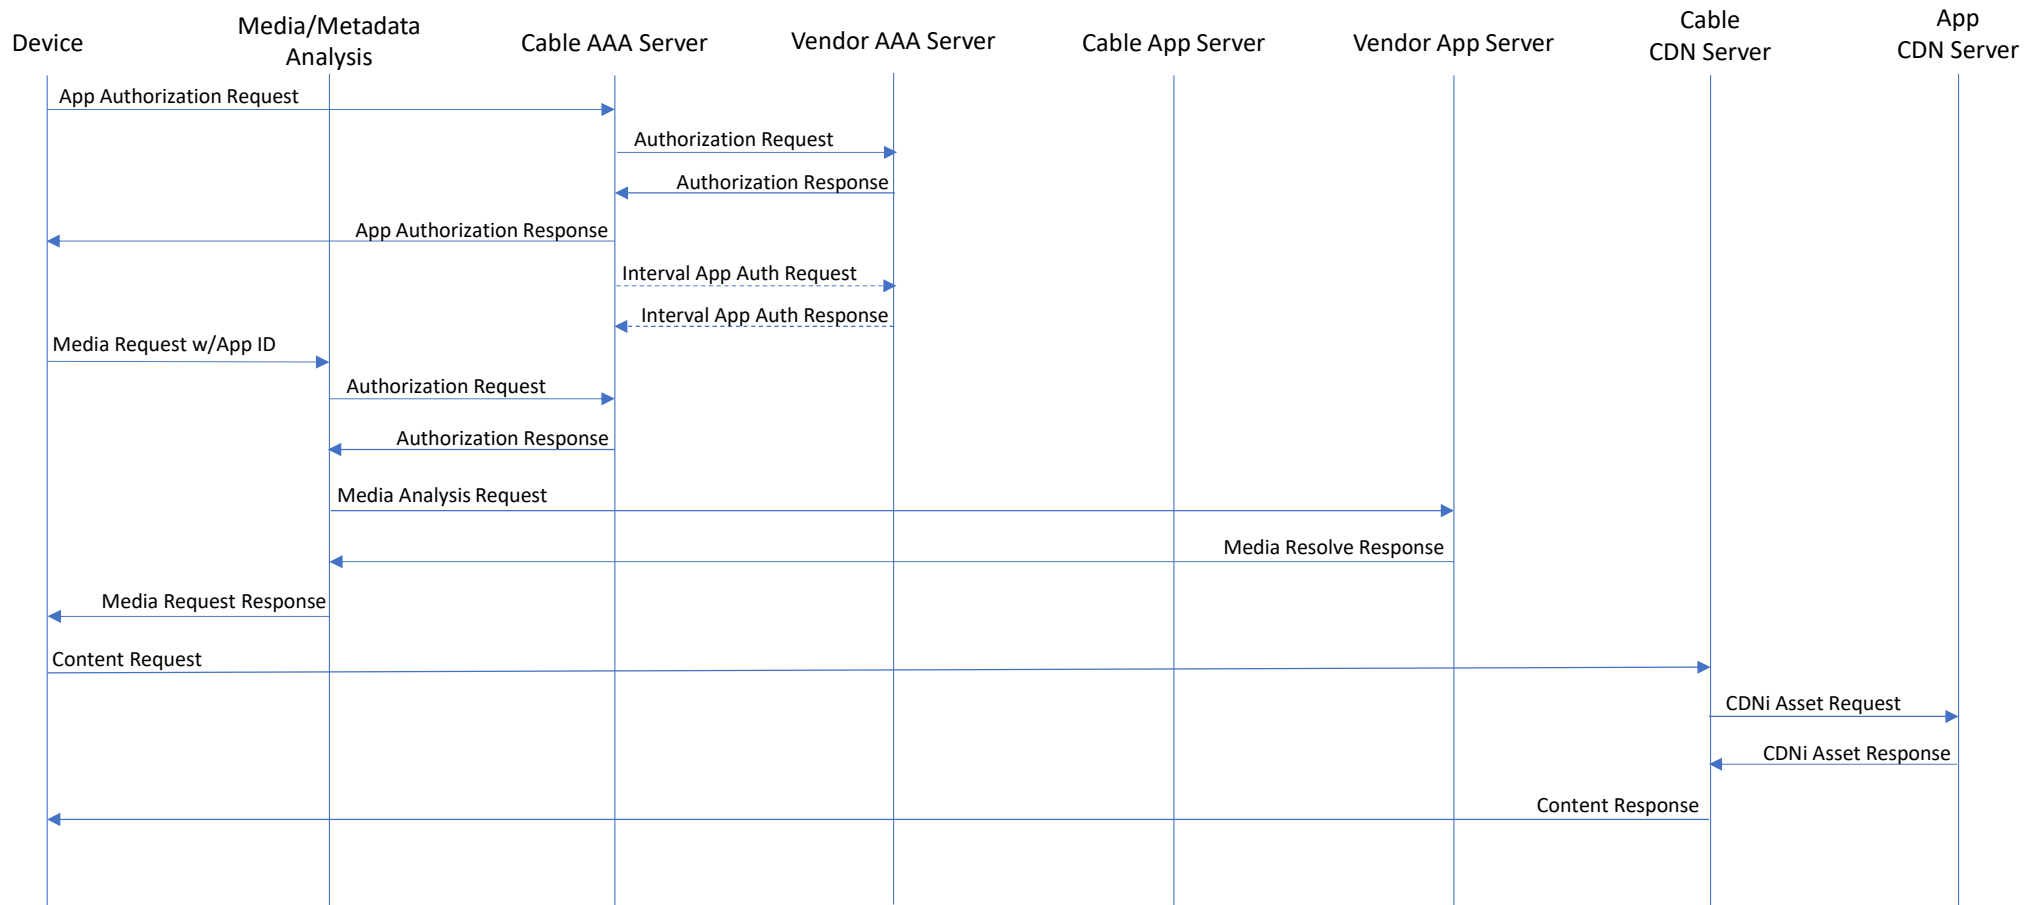 Device
Media/Metadata
Analysis
Cable AAA Server
Vendor AAA Server
Cable App Server
Vendor App Server
Cable
CDN Server
App
CDN Server
App Authorization Request
Authorization Request
Authorization Response
App Authorization Response
Interval App Auth Request
Interval App Auth Response
Media Request w/App ID
Authorization Request
Authorization Response
Media Analysis Request
Media Resolve Response
Media Request Response
Content Request
CDNi Asset Request
CDNi Asset Response
Content Response